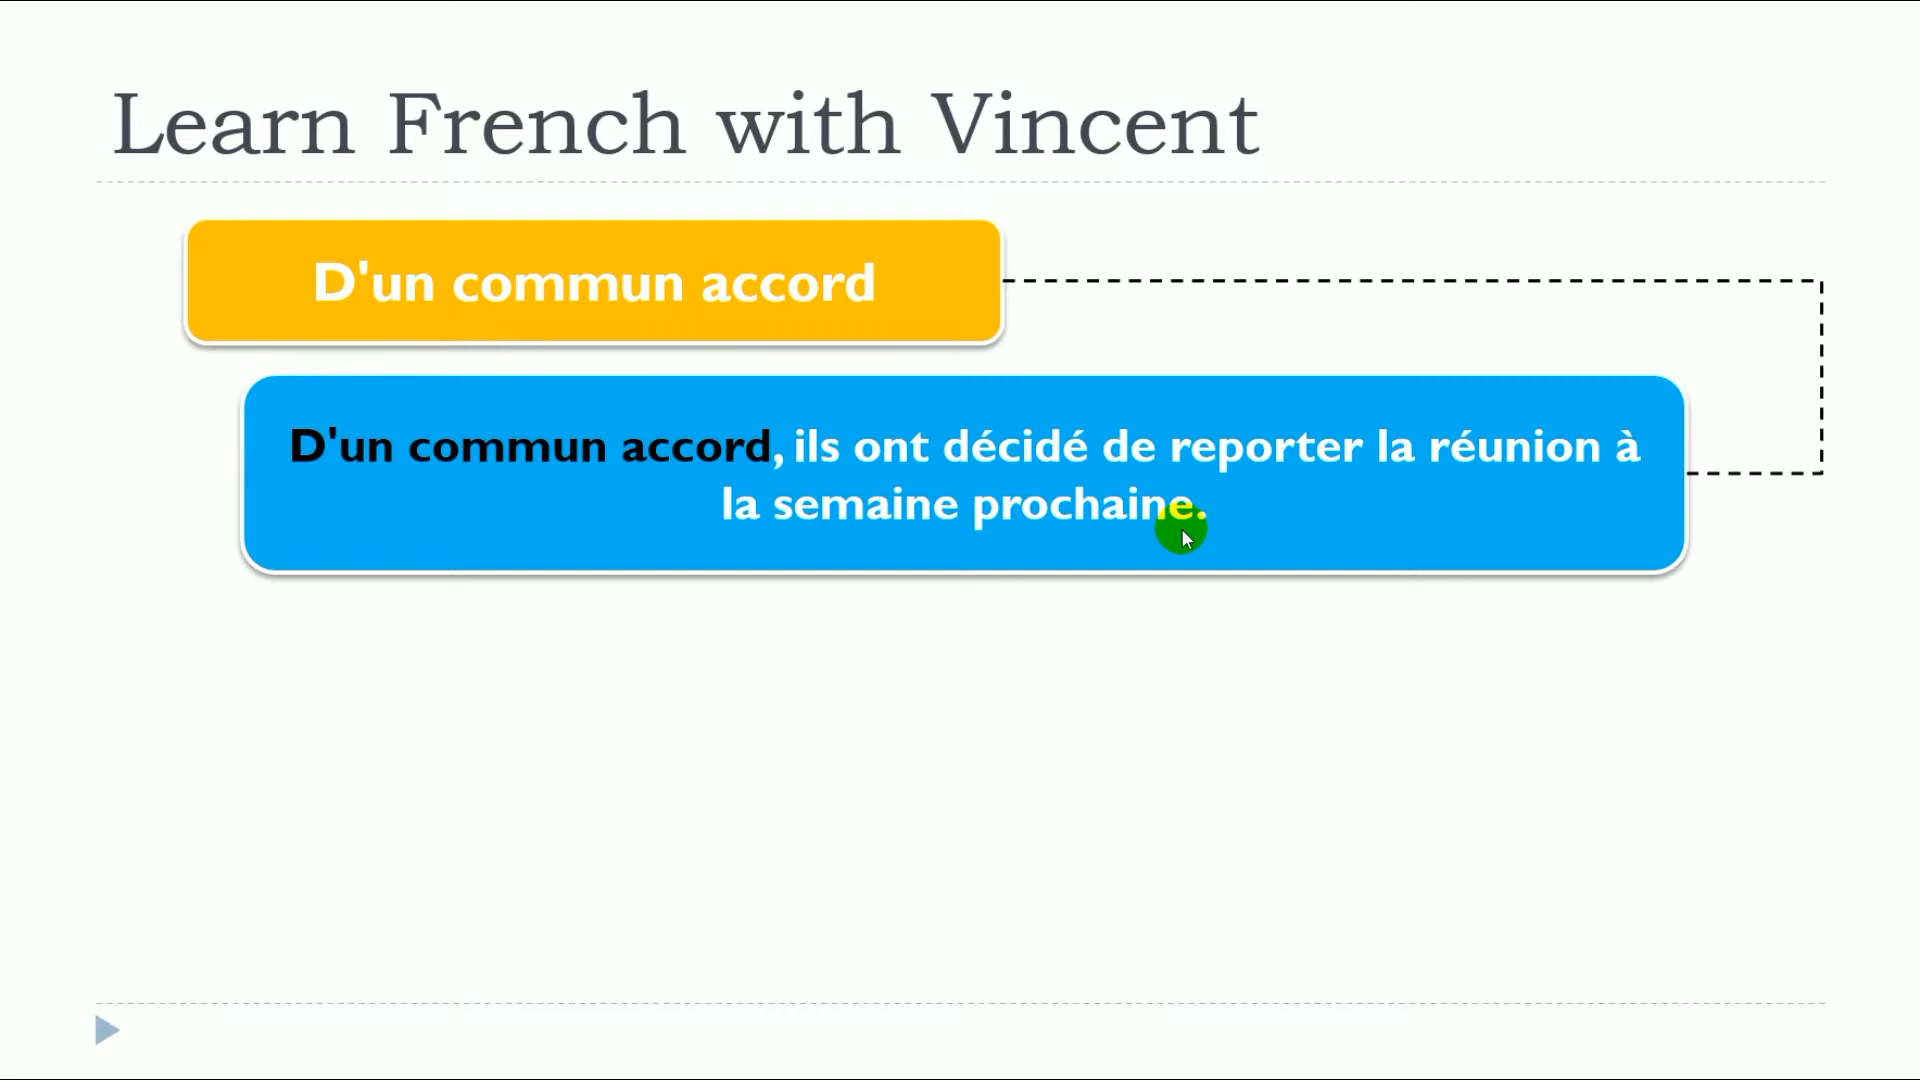 Learn French with Vincent
D'un commun accord
D'un commun accord, ils ont décidé de reporter la réunion à
la semaine prochaine.